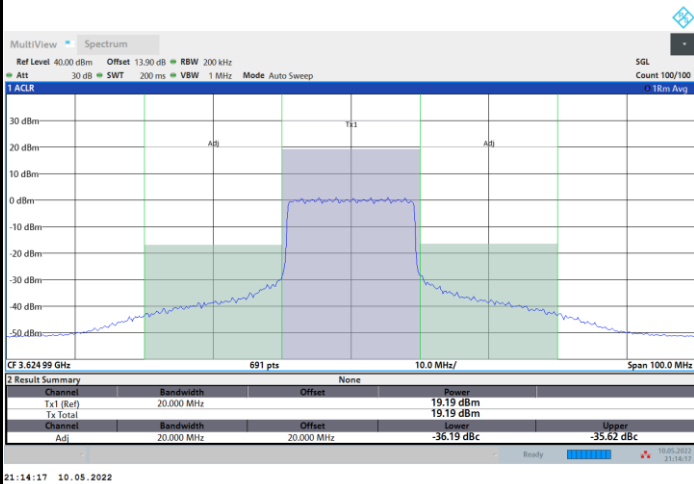 MultiView Spectrum
Ref Level 40.00 dBm Offset 13.90 dB RBW 200 kHz SGL
Att 30 dB SWT 200 ms VBW 1 MHz Mode Auto Sweep Count 100/100
1 ACLR 1Rm Avg
30 dBm
Tx1
20 dBm
Adj Adj
10 dBm
0 dBm
-10 dBm
-20 dBm
-30 dBm
-40 dBm
-50 dBm
CF 3.624 99 GHz 691 pts 10.0 MHz/ Span 100.0 MHz
2 Result Summary None
Channel Bandwidth Offset Power
Tx1 (Ref) 20.000 MHz 19.19 dBm
Tx Total 19.19 dBm
Channel Bandwidth Offset Lower Upper
Adj 20.000 MHz 20.000 MHz -36.19 dBc -35.62 dBc
Ready 10.05.2022
21:14:17
21:14:17 10.05.2022